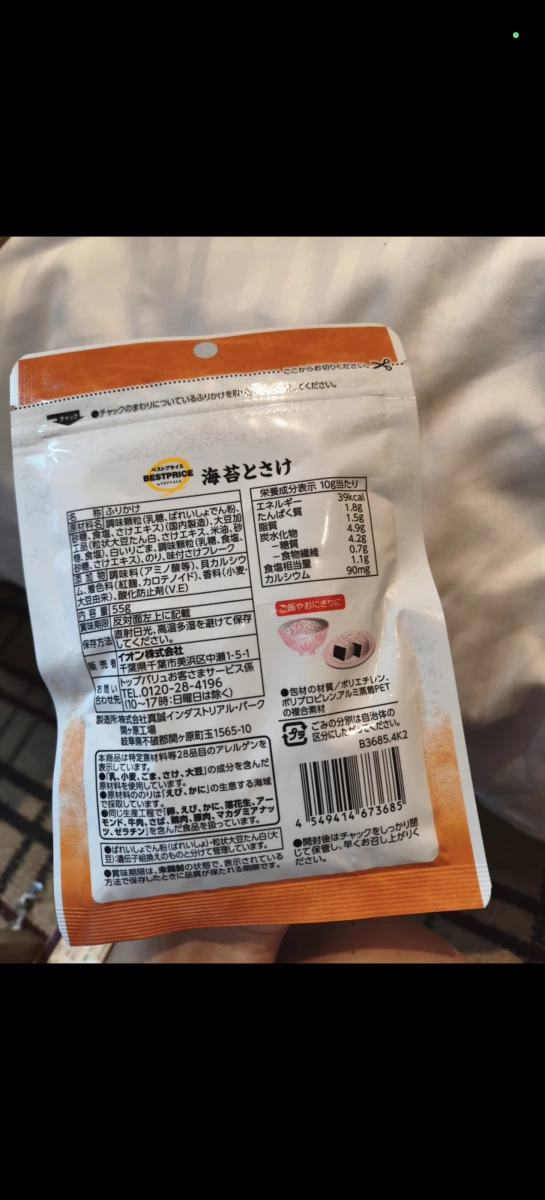 ここからお切りください。
チャック
●チャックのまわりについているふりかけを取り してください。
ベストプライス
BESTPRICE
by TOPVALU
海苔とさけ
名 称 ふりかけ
原材料名 調味顆粒(乳糖、ばれいしょでん粉、
砂糖、食塩、さけエキス)(国内製造)、大豆加
工品(粒状大豆たん白、さけエキス、米油、砂
糖、食塩)、白いりごま、調味顆粒(乳糖、食塩、
砂糖、さけエキス)、のり、味付さけフレーク
添加物 調味料(アミノ酸等)、貝カルシウ
ム、着色料(紅麹、カロテノイド)、香料(小麦・
大豆由来)、酸化防止剤(V.E)
内容量 55g
賞味期限 反対面左上に記載
保存方法 直射日光、高温多湿を避けて保存
してください。
販売者 イオン株式会社
千葉県千葉市美浜区中瀬1-5-1
お問い合わせ先 トップバリュお客さまサービス係
TEL.0120-28-4196
(10~17時:日曜日は除く)
製造所 株式会社真誠インダストリアル・パーク
関ヶ原工場
岐阜県不破郡関ケ原町玉1565-10
本商品は特定原材料等28品目のアレルゲンを
表示しています。
●「乳、小麦、ごま、さけ、大豆」の成分を含んだ
原材料を使用しています。
●原材料ののりは「えび、かに」の生息する海域
で採取しています。
●同じ生産工程で「卵、えび、かに、落花生、アー
モンド、牛肉、さば、鶏肉、豚肉、マカダミアナッ
ツ、ゼラチン」を含んだ食品を扱っています。
●ばれいしょでん粉(ばれいしょ)・粒状大豆たん白(大
豆):遺伝子組換えのものと分けて管理しています。
●賞味期限は、未開封の状態で、表示されている
方法で保存したときに品質が保たれる期限です。
栄養成分表示 10g当たり
エネルギー 39kcal
たんぱく質 1.8g
脂質 1.5g
炭水化物 4.9g
-糖質 4.2g
-食物繊維 0.7g
食塩相当量 1.1g
カルシウム 90mg
ご飯やおにぎりに
●包材の材質/ポリエチレン、
ポリプロピレン、アルミ蒸着PET
の複合素材
プラ
ごみの分別は自治体の
区分にしたがってください。
B3685.4K2
4 549414 673685
●開封後はチャックをしっかり閉
じて保管し、早くお召し上がりく
ださい。